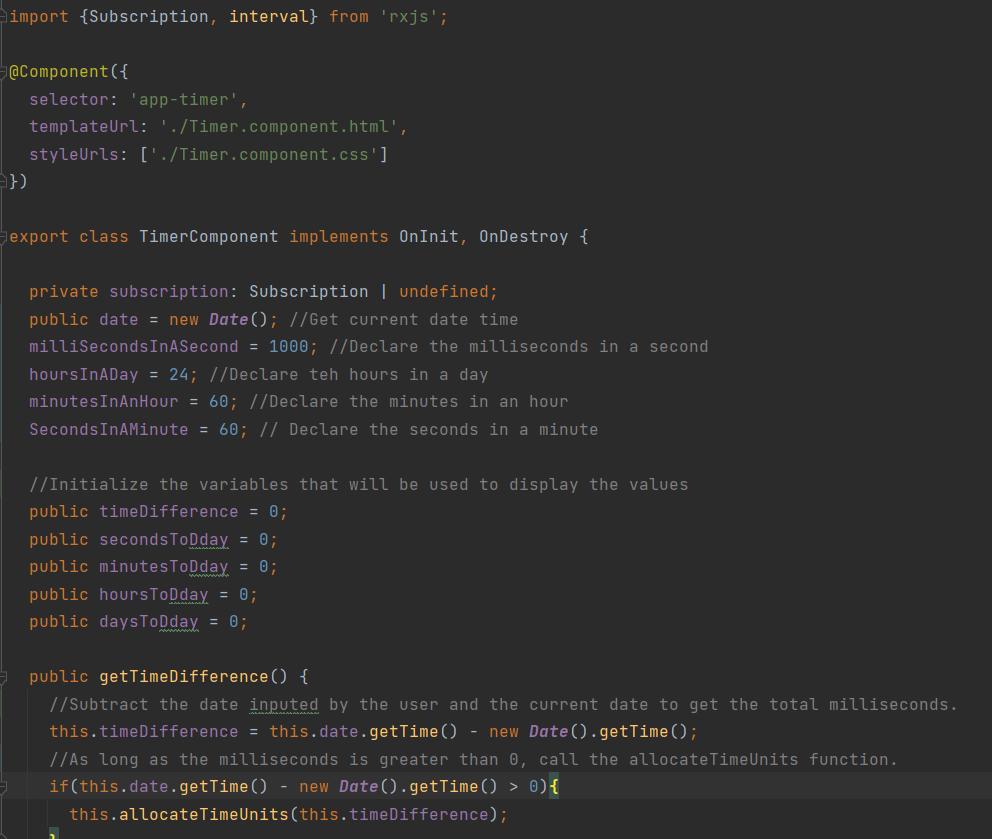 import {Subscription, interval} from 'rxjs';
@Component({
selector: 'app-timer',
templateUrl: './Timer.component.html',
styleUrls: ['./Timer.component.css']
})
export class TimerComponent implements OnInit, OnDestroy {
private subscription: Subscription | undefined;
public date = new Date(); //Get current date time
milliSecondsInASecond = 1000; //Declare the milliseconds in a second
hoursInADay = 24; //Declare teh hours in a day
minutesInAnHour = 60; //Declare the minutes in an hour
SecondsInAMinute = 60; // Declare the seconds in a minute
//Initialize the variables that will be used to display the values
public timeDifference = 0;
public secondsToDday = 0;
public minutesToDday = 0;
public hoursToDday = 0;
public daysToDday = 0;
public getTimeDifference() {
//Subtract the date inputed by the user and the current date to get the total milliseconds.
this.timeDifference = this.date.getTime() - new Date().getTime();
//As long as the milliseconds is greater than 0, call the allocateTimeUnits function.
if(this.date.getTime() - new Date().getTime() > 0){
this.allocateTimeUnits(this.timeDifference);
}